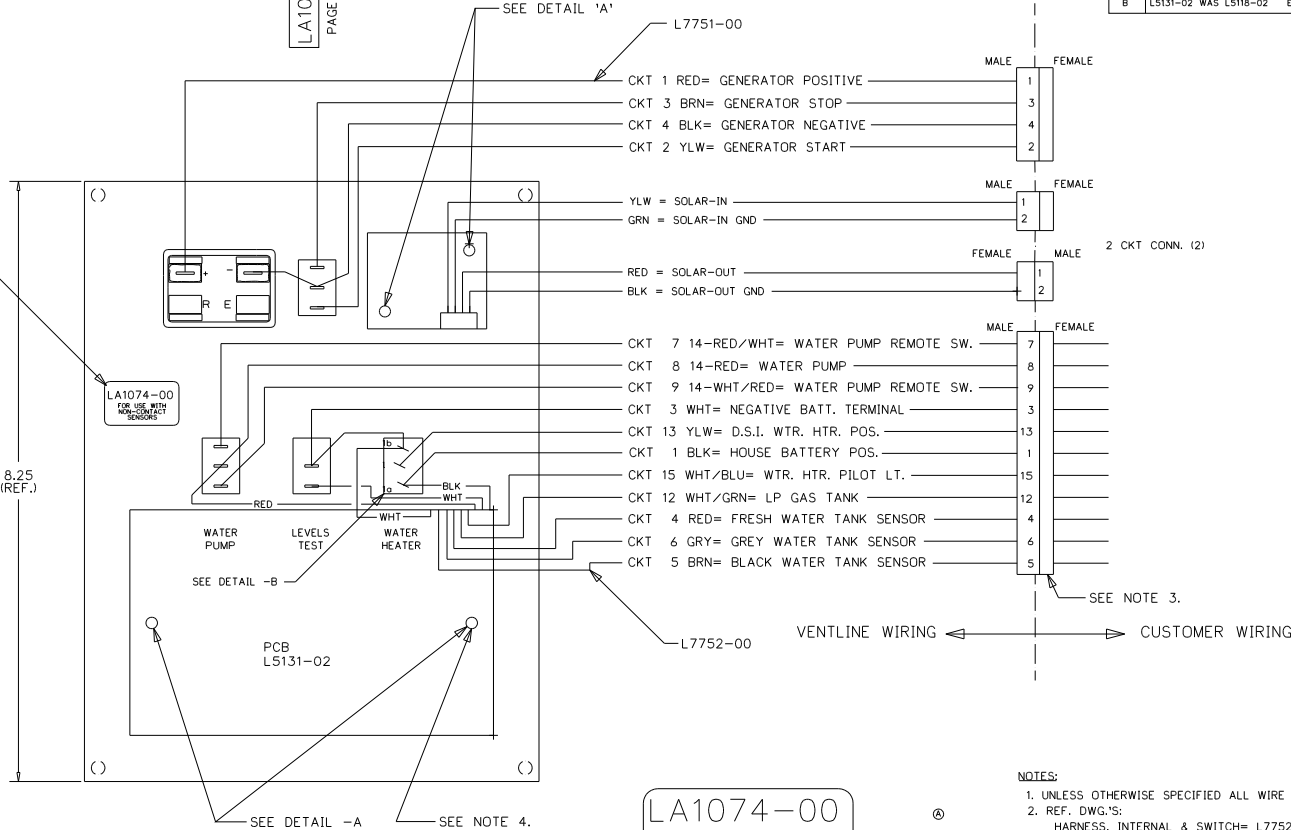 LA10
PAGE
SEE DETAIL 'A'
L7751-00
B L5131-02 WAS L5118-02 E
MALE FEMALE
CKT 1 RED= GENERATOR POSITIVE 1
CKT 3 BRN= GENERATOR STOP 3
CKT 4 BLK= GENERATOR NEGATIVE 4
CKT 2 YLW= GENERATOR START 2
MALE FEMALE
YLW = SOLAR-IN 1
GRN = SOLAR-IN GND 2
2 CKT CONN. (2)
FEMALE MALE
RED = SOLAR-OUT 1
BLK = SOLAR-OUT GND 2
+ -
R E
MALE FEMALE
CKT 7 14-RED/WHT= WATER PUMP REMOTE SW. 7
CKT 8 14-RED= WATER PUMP 8
CKT 9 14-WHT/RED= WATER PUMP REMOTE SW. 9
CKT 3 WHT= NEGATIVE BATT. TERMINAL 3
CKT 13 YLW= D.S.I. WTR. HTR. POS. 13
CKT 1 BLK= HOUSE BATTERY POS. 1
CKT 15 WHT/BLU= WTR. HTR. PILOT LT. 15
CKT 12 WHT/GRN= LP GAS TANK 12
CKT 4 RED= FRESH WATER TANK SENSOR 4
CKT 6 GRY= GREY WATER TANK SENSOR 6
CKT 5 BRN= BLACK WATER TANK SENSOR 5
LA1074-00
FOR USE WITH
NON-CONTACT
SENSORS
8.25
(REF.)
1b
1a
BLK
WHT
RED
WHT
WATER
PUMP
LEVELS
TEST
WATER
HEATER
SEE DETAIL -B
SEE NOTE 3.
VENTLINE WIRING
CUSTOMER WIRING
L7752-00
PCB
L5131-02
SEE DETAIL -A
SEE NOTE 4.
LA1074-00
A
NOTES:
1. UNLESS OTHERWISE SPECIFIED ALL WIRE
2. REF. DWG.'S:
HARNESS, INTERNAL & SWITCH= L7752